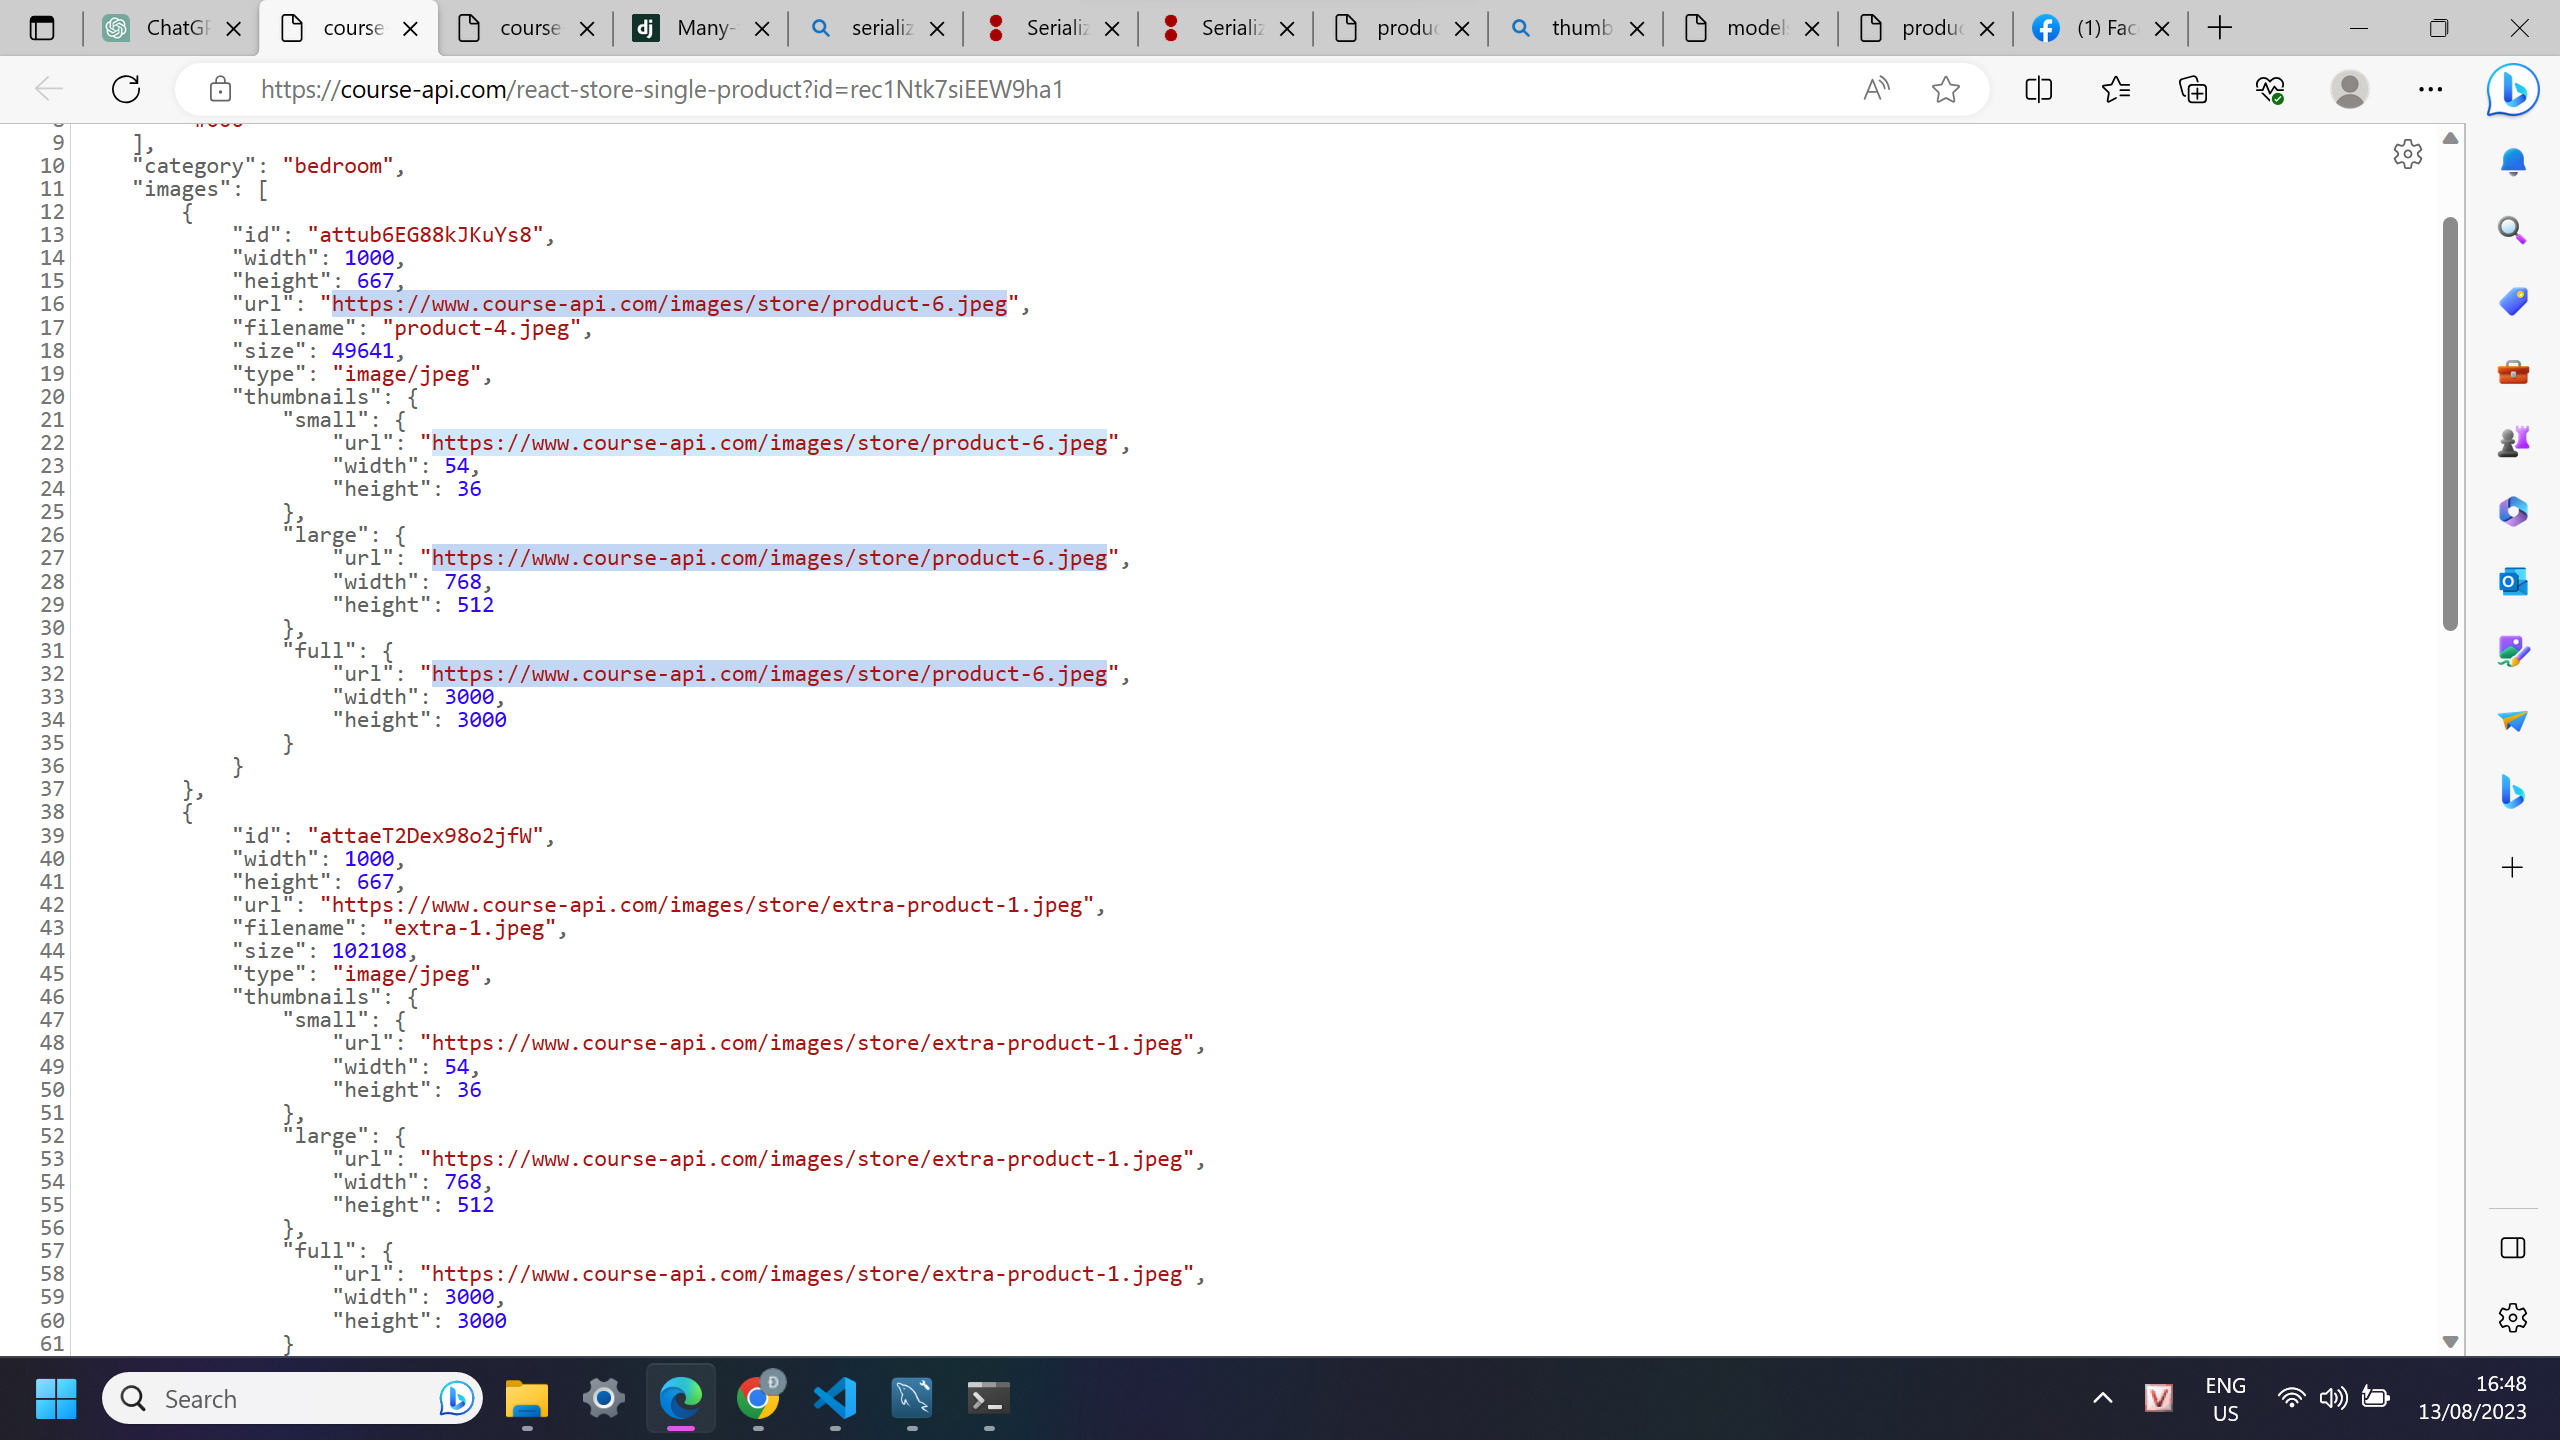 ChatGP
course
course
Many-
serializ
Serializ
Serializ
produc
thumb
models
produc
(1) Fac
https://course-api.com/react-store-single-product?id=rec1Ntk7siEEW9ha1
9 ],
10 "category": "bedroom",
11 "images": [
12 {
13 "id": "attub6EG88kJKuYs8",
14 "width": 1000,
15 "height": 667,
16 "url": "https://www.course-api.com/images/store/product-6.jpeg",
17 "filename": "product-4.jpeg",
18 "size": 49641,
19 "type": "image/jpeg",
20 "thumbnails": {
21 "small": {
22 "url": "https://www.course-api.com/images/store/product-6.jpeg",
23 "width": 54,
24 "height": 36
25 },
26 "large": {
27 "url": "https://www.course-api.com/images/store/product-6.jpeg",
28 "width": 768,
29 "height": 512
30 },
31 "full": {
32 "url": "https://www.course-api.com/images/store/product-6.jpeg",
33 "width": 3000,
34 "height": 3000
35 }
36 }
37 },
38 {
39 "id": "attaeT2Dex98o2jfW",
40 "width": 1000,
41 "height": 667,
42 "url": "https://www.course-api.com/images/store/extra-product-1.jpeg",
43 "filename": "extra-1.jpeg",
44 "size": 102108,
45 "type": "image/jpeg",
46 "thumbnails": {
47 "small": {
48 "url": "https://www.course-api.com/images/store/extra-product-1.jpeg",
49 "width": 54,
50 "height": 36
51 },
52 "large": {
53 "url": "https://www.course-api.com/images/store/extra-product-1.jpeg",
54 "width": 768,
55 "height": 512
56 },
57 "full": {
58 "url": "https://www.course-api.com/images/store/extra-product-1.jpeg",
59 "width": 3000,
60 "height": 3000
61 }
Search
ENG
US
16:48
13/08/2023